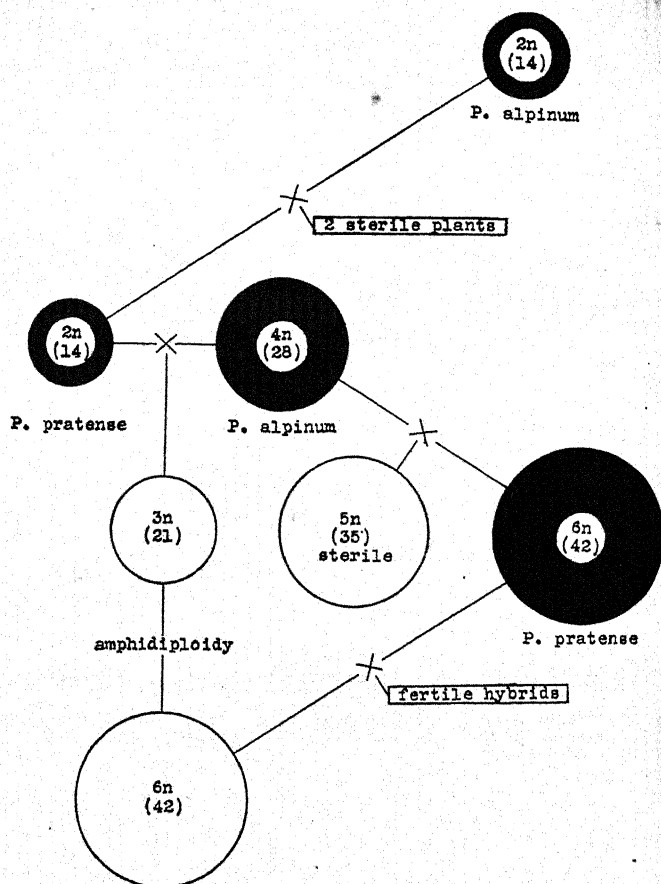 2n
(14)
P. alpinum
2 sterile plants
2n
(14)
4n
(28)
P. pratense
P. alpinum
3n
(21)
5n
(35)
sterile
6n
(42)
amphidiploidy
P. pratense
fertile hybrids
6n
(42)